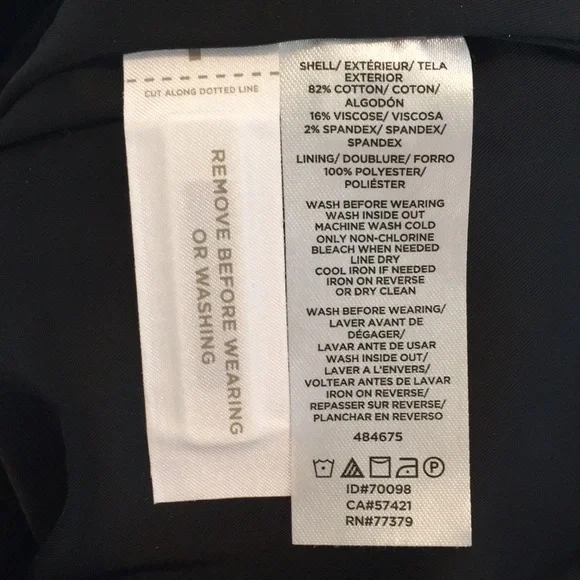 CUT ALONG DOTTED LINE
REMOVE BEFORE WEARING
OR WASHING
SHELL/ EXTÉRIEUR/ TELA
EXTERIOR
82% COTTON/ COTON/
ALGODÓN
16% VISCOSE/ VISCOSA
2% SPANDEX/ SPANDEX/
SPANDEX
LINING/ DOUBLURE/ FORRO
100% POLYESTER/
POLIÉSTER
WASH BEFORE WEARING
WASH INSIDE OUT
MACHINE WASH COLD
ONLY NON-CHLORINE
BLEACH WHEN NEEDED
LINE DRY
COOL IRON IF NEEDED
IRON ON REVERSE
OR DRY CLEAN
WASH BEFORE WEARING/
LAVER AVANT DE
DÉGAGER/
LAVAR ANTE DE USAR
WASH INSIDE OUT/
LAVER A L'ENVERS/
VOLTEAR ANTES DE LAVAR
IRON ON REVERSE/
REPASSER SUR REVERSE/
PLANCHAR EN REVERSO
484675
P
ID#70098
CA#57421
RN#77379